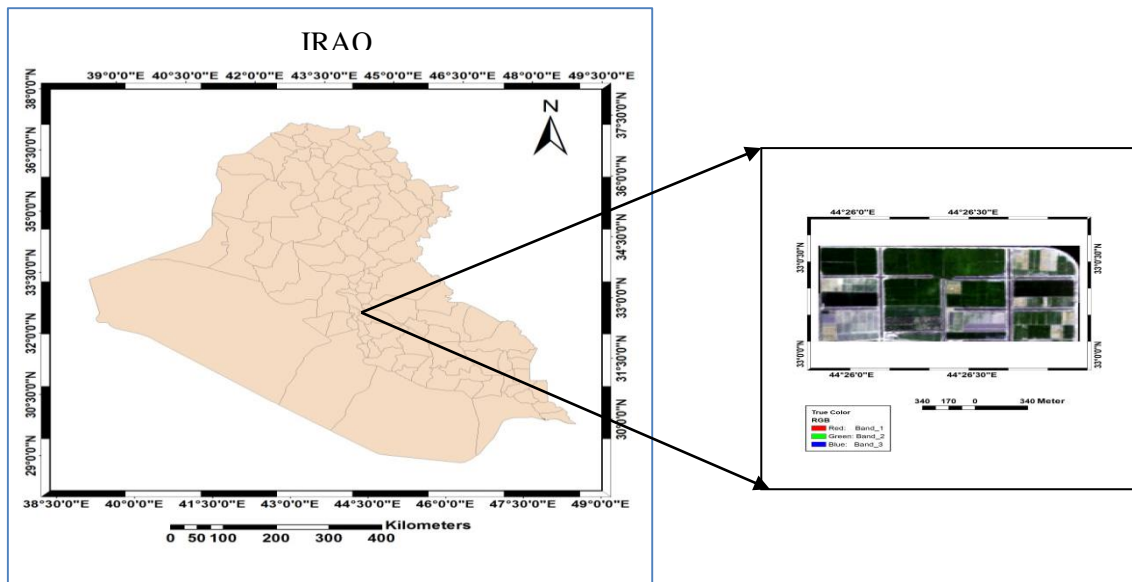 IRAQ
39°0'0"E 40°30'0"E 42°0'0"E 43°30'0"E 45°0'0"E 46°30'0"E 48°0'0"E 49°30'0"E
38°0'0"N
36°30'0"N
35°0'0"N
33°30'0"N
32°0'0"N
30°30'0"N
29°0'0"N
N
37°30'0"N
36°0'0"N
34°30'0"N
33°0'0"N
31°30'0"N
30°0'0"N
38°30'0"E 40°0'0"E 41°30'0"E 43°0'0"E 44°30'0"E 46°0'0"E 47°30'0"E 49°0'0"E
Kilometers
0 50 100 200 300 400
44°26'0"E 44°26'30"E
33°0'30"N
33°0'0"N
33°0'30"N
33°0'0"N
44°26'0"E 44°26'30"E
340 170 0 340 Meter
True Color
RGB
Red: Band_1
Green: Band_2
Blue: Band_3